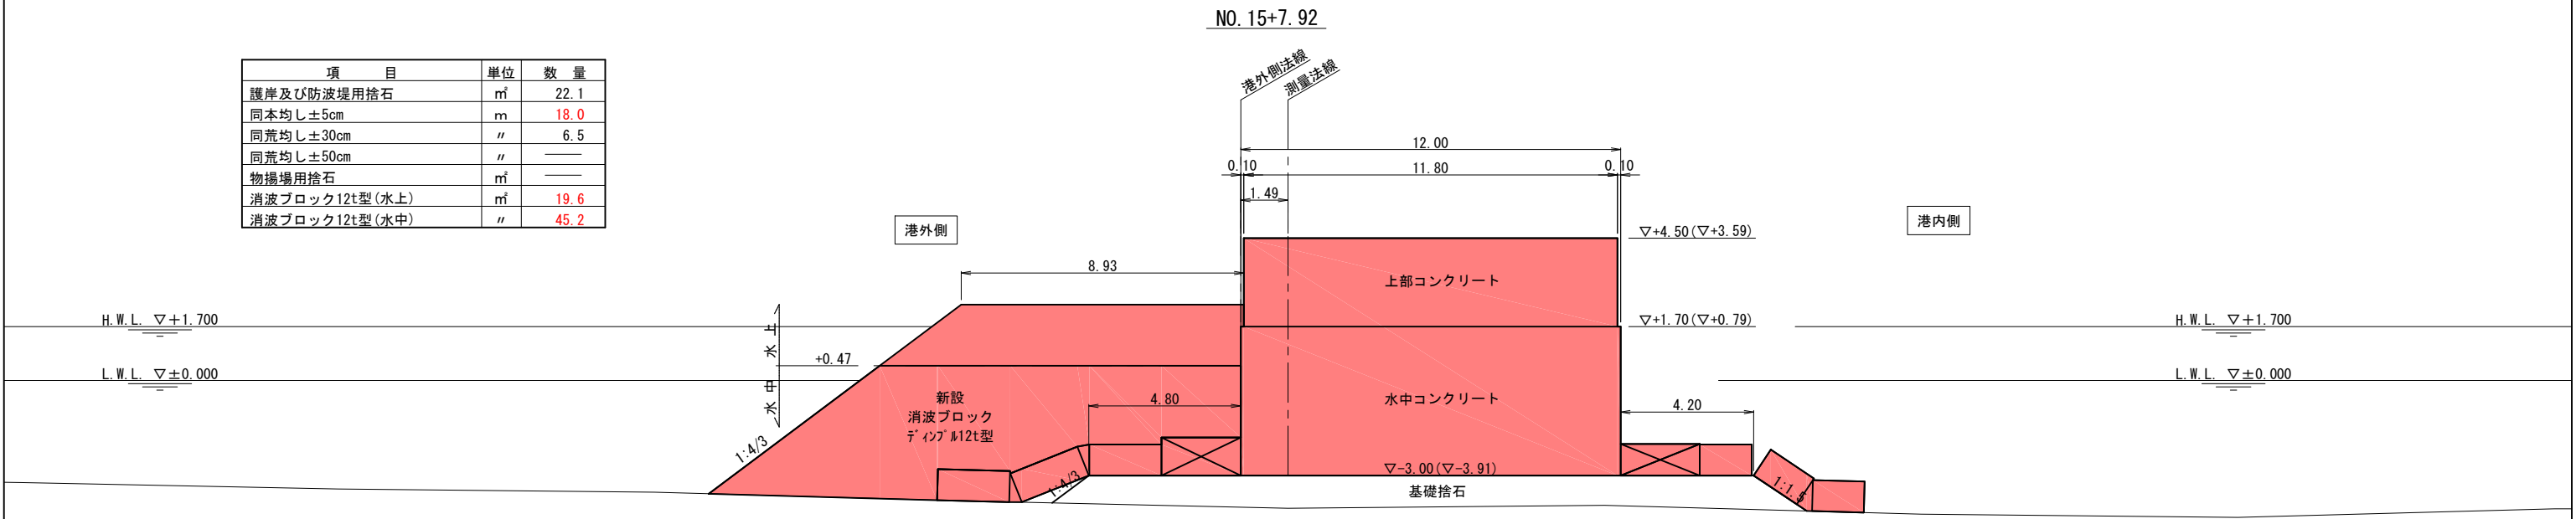 NO.15+7.92
項 目 単位 数 量
護岸及び防波堤用捨石 ㎥ 22.1
同本均し±5cm m 18.0
同荒均し±30cm 〃 6.5
同荒均し±50cm 〃 ―
物揚場用捨石 ㎥ ―
消波ブロック12t型(水上) ㎥ 19.6
消波ブロック12t型(水中) 〃 45.2
港外側法線
測量法線
12.00
0.10 11.80 0.10
1.49
港外側
港内側
▽+4.50(▽+3.59)
8.93
上部コンクリート
H.W.L. ▽+1.700
▽+1.70(▽+0.79)
H.W.L. ▽+1.700
水上
+0.47
L.W.L. ▽±0.000
L.W.L. ▽±0.000
水中
新設
消波ブロック
ディンプル12t型
4.80
水中コンクリート
4.20
1:4/3
1:4/3
▽-3.00(▽-3.91)
基礎捨石
1:1.5